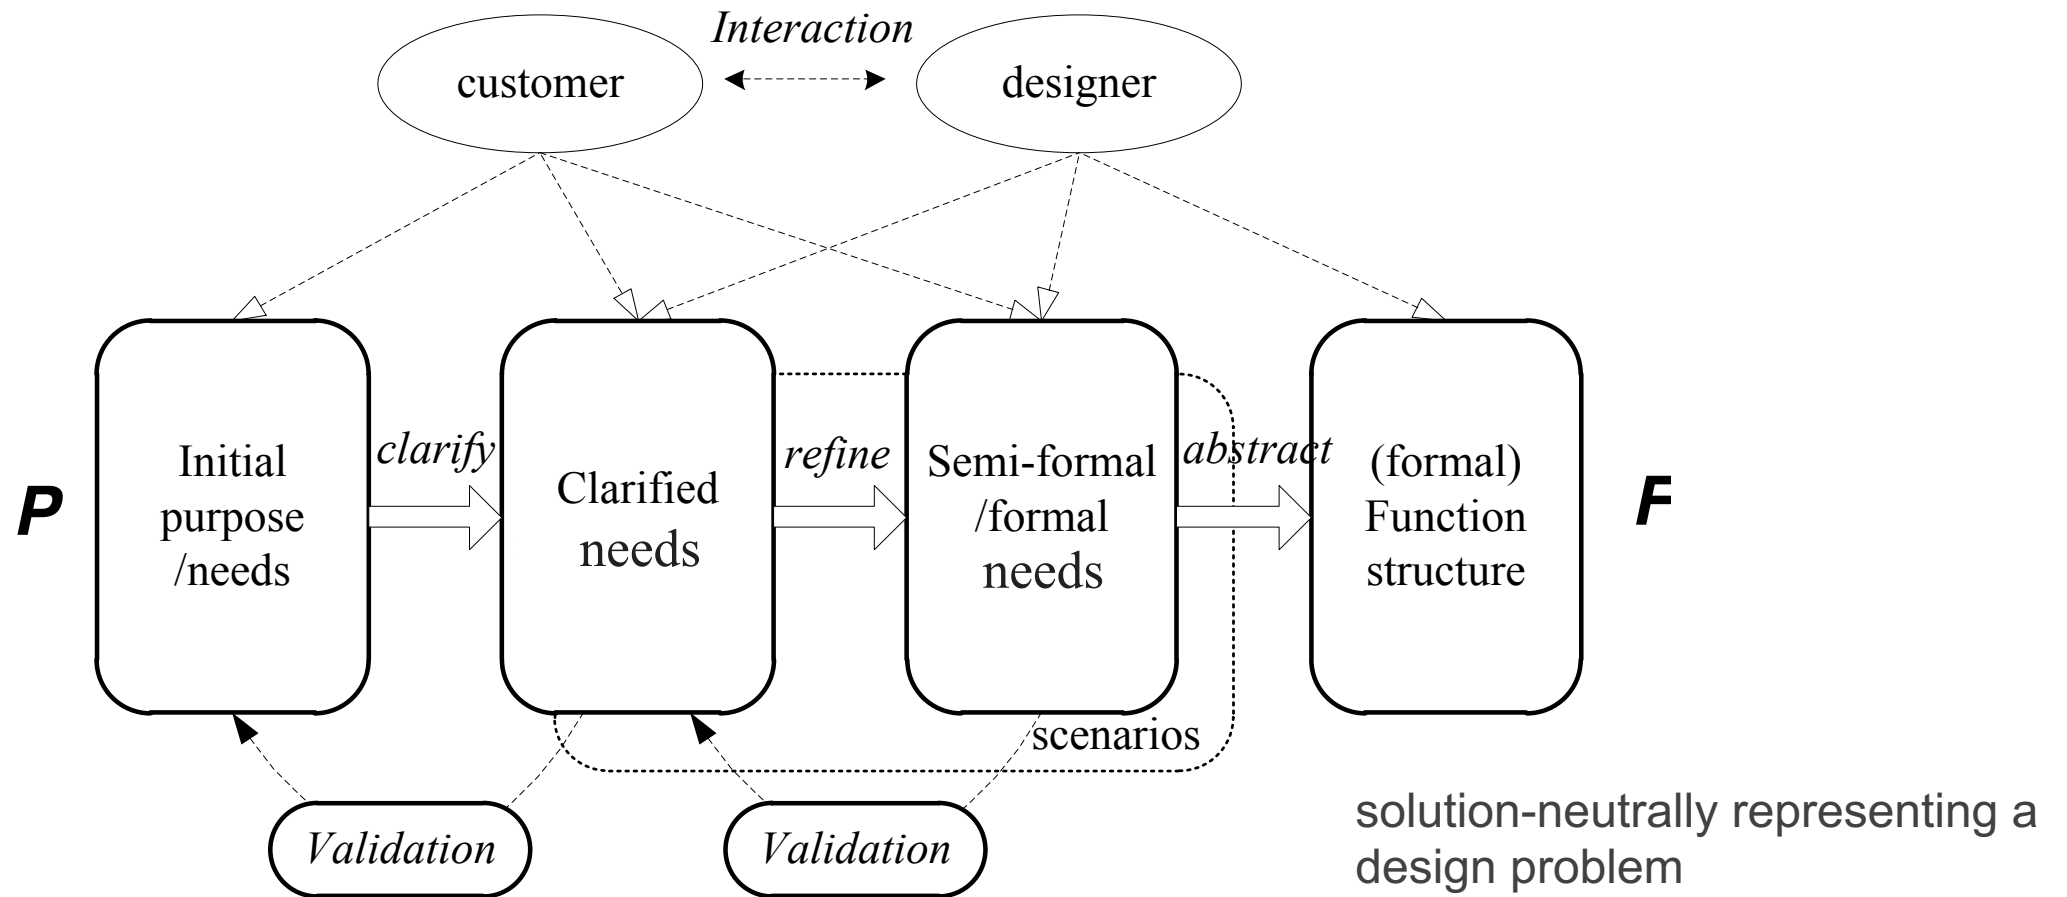 Interaction
customer
designer
P
Initial
purpose
/needs
clarify
Clarified
needs
refine
Semi-formal
/formal
needs
abstract
(formal)
Function
structure
F
scenarios
Validation
Validation
solution-neutrally representing a
design problem